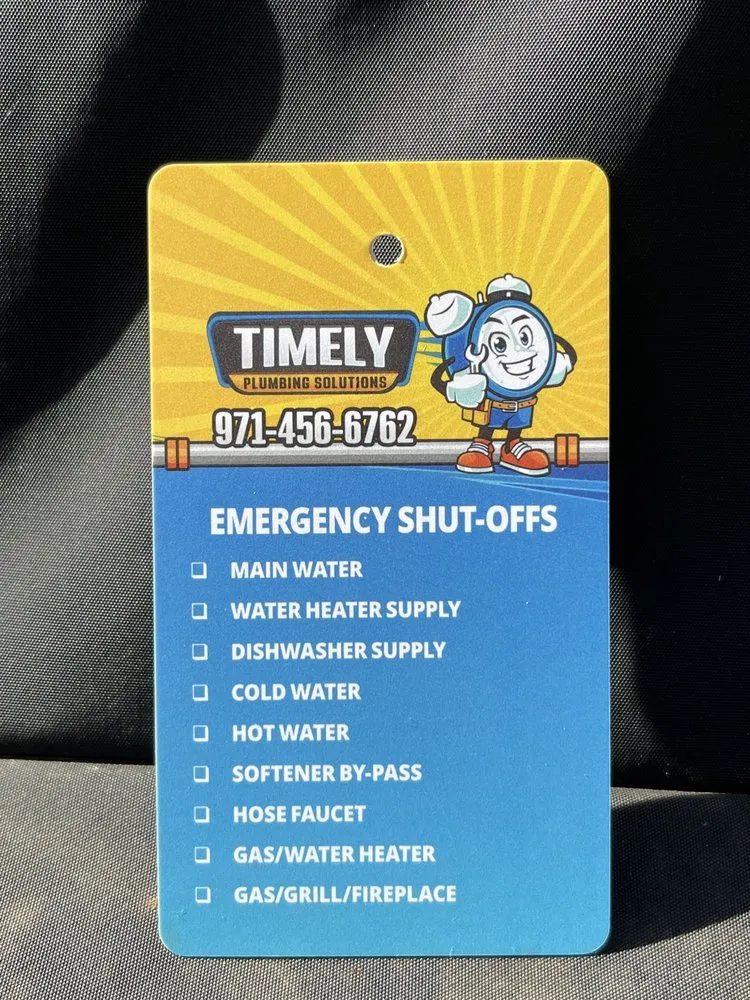 TIMELY
PLUMBING SOLUTIONS
971-456-6762
EMERGENCY SHUT-OFFS
❑ MAIN WATER
❑ WATER HEATER SUPPLY
❑ DISHWASHER SUPPLY
❑ COLD WATER
❑ HOT WATER
❑ SOFTENER BY-PASS
❑ HOSE FAUCET
❑ GAS/WATER HEATER
❑ GAS/GRILL/FIREPLACE